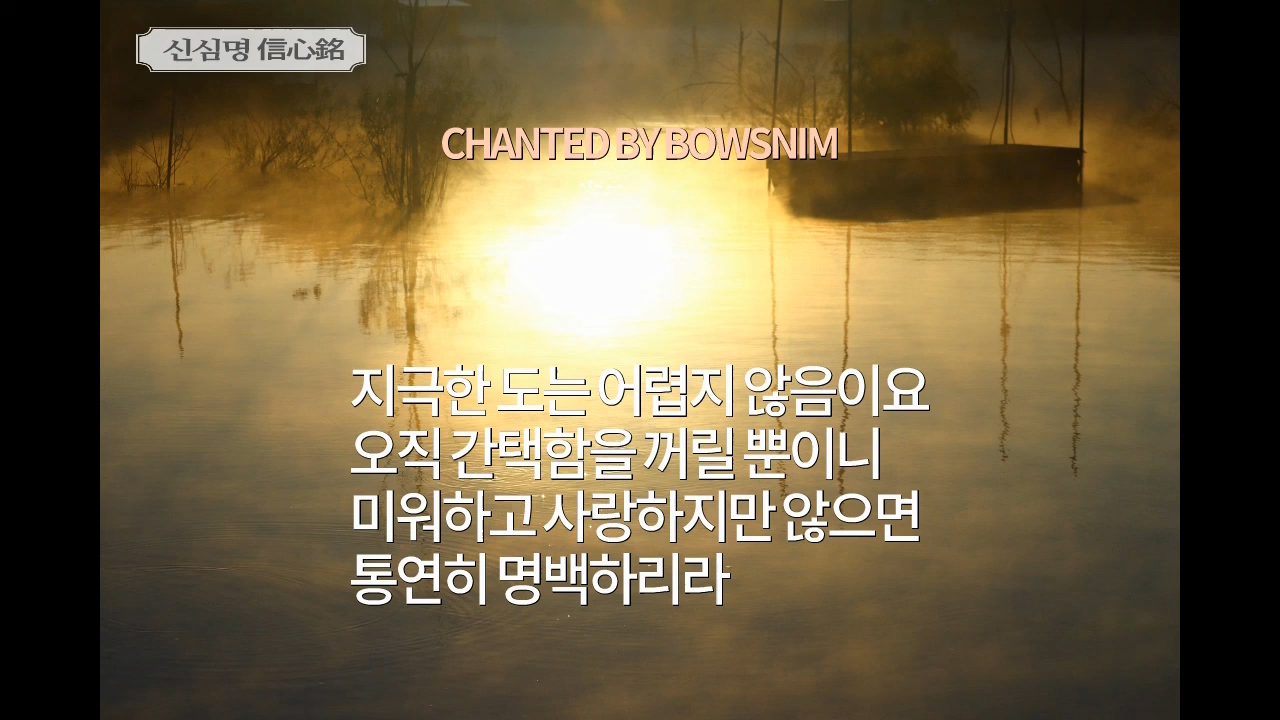 신심명 信心銘
CHANTED BY BOWSNIM
지극한 도는 어렵지 않음이요
오직 간택함을 꺼릴 뿐이니
미워하고 사랑하지만 않으면
통연히 명백하리라